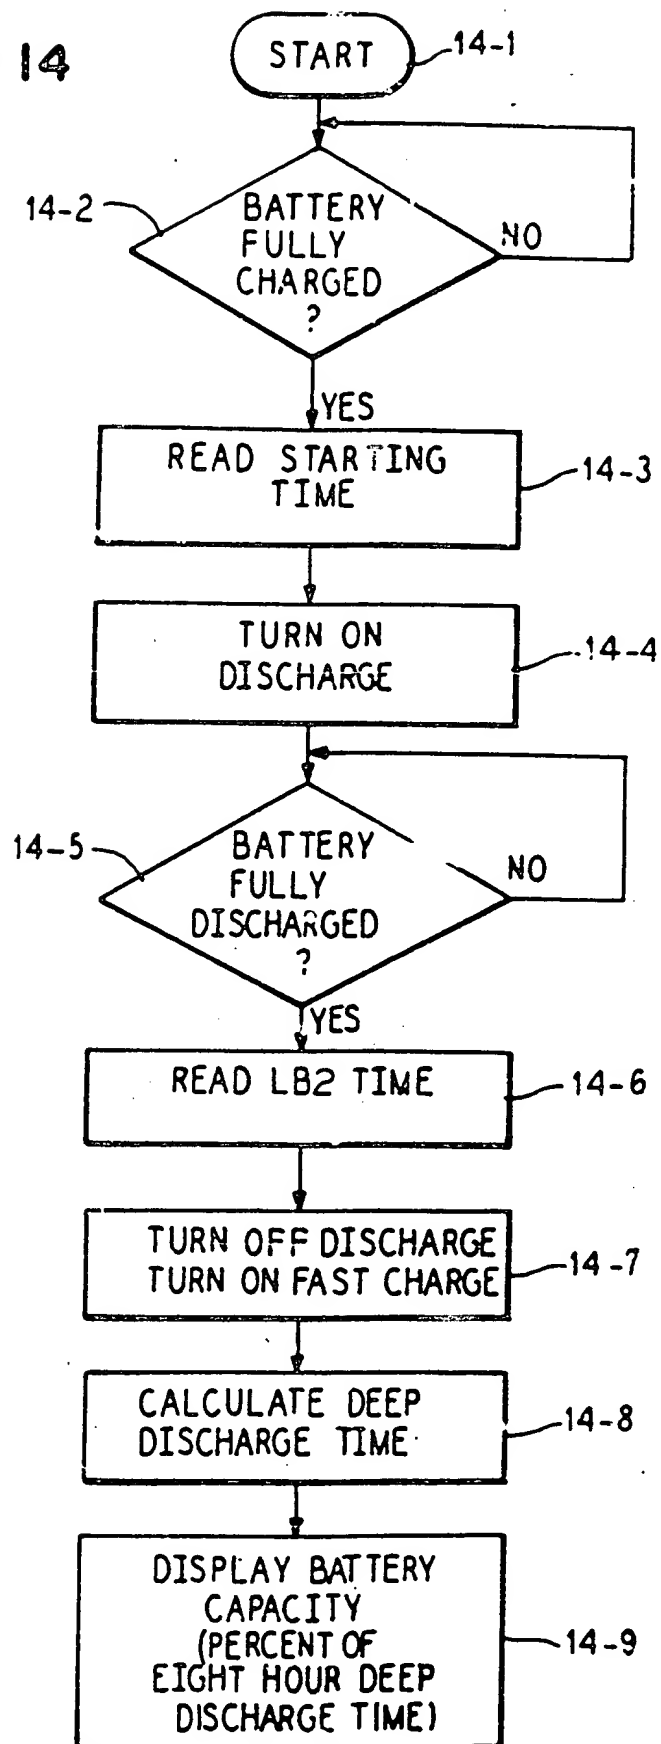 14
START
14-1
14-2
BATTERY
FULLY
CHARGED
?
NO
YES
READ STARTING
TIME
14-3
TURN ON
DISCHARGE
14-4
14-5
BATTERY
FULLY
DISCHARGED
?
NO
YES
READ LB2 TIME
14-6
TURN OFF DISCHARGE
TURN ON FAST CHARGE
14-7
CALCULATE DEEP
DISCHARGE TIME
14-8
DISPLAY BATTERY
CAPACITY
(PERCENT OF
EIGHT HOUR DEEP
DISCHARGE TIME)
14-9